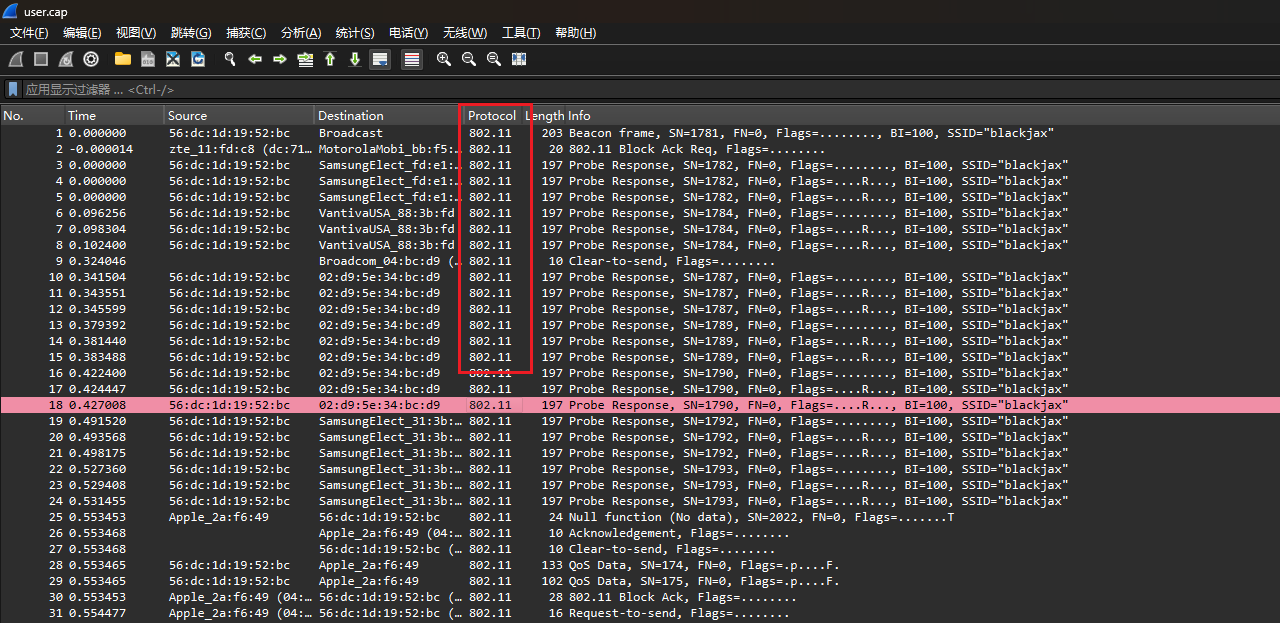 user.cap
文件(F) 编辑(E) 视图(V) 跳转(G) 捕获(C) 分析(A) 统计(S) 电话(Y) 无线(W) 工具(T) 帮助(H)
应用显示过滤器 … <Ctrl-/>
No. Time Source Destination Protocol Length Info
1 0.000000 56:dc:1d:19:52:bc Broadcast 802.11 203 Beacon frame, SN=1781, FN=0, Flags=........, BI=100, SSID="blackjax"
2 -0.000014 zte_11:fd:c8 (dc:71… MotorolaMobi_bb:f5:… 802.11 20 802.11 Block Ack Req, Flags=........
3 0.000000 56:dc:1d:19:52:bc SamsungElect_fd:e1:… 802.11 197 Probe Response, SN=1782, FN=0, Flags=........, BI=100, SSID="blackjax"
4 0.000000 56:dc:1d:19:52:bc SamsungElect_fd:e1:… 802.11 197 Probe Response, SN=1782, FN=0, Flags=....R..., BI=100, SSID="blackjax"
5 0.000000 56:dc:1d:19:52:bc SamsungElect_fd:e1:… 802.11 197 Probe Response, SN=1782, FN=0, Flags=....R..., BI=100, SSID="blackjax"
6 0.096256 56:dc:1d:19:52:bc VantivaUSA_88:3b:fd 802.11 197 Probe Response, SN=1784, FN=0, Flags=........, BI=100, SSID="blackjax"
7 0.098304 56:dc:1d:19:52:bc VantivaUSA_88:3b:fd 802.11 197 Probe Response, SN=1784, FN=0, Flags=....R..., BI=100, SSID="blackjax"
8 0.102400 56:dc:1d:19:52:bc VantivaUSA_88:3b:fd 802.11 197 Probe Response, SN=1784, FN=0, Flags=....R..., BI=100, SSID="blackjax"
9 0.324046 Broadcom_04:bc:d9 (… 802.11 10 Clear-to-send, Flags=........
10 0.341504 56:dc:1d:19:52:bc 02:d9:5e:34:bc:d9 802.11 197 Probe Response, SN=1787, FN=0, Flags=........, BI=100, SSID="blackjax"
11 0.343551 56:dc:1d:19:52:bc 02:d9:5e:34:bc:d9 802.11 197 Probe Response, SN=1787, FN=0, Flags=....R..., BI=100, SSID="blackjax"
12 0.345599 56:dc:1d:19:52:bc 02:d9:5e:34:bc:d9 802.11 197 Probe Response, SN=1787, FN=0, Flags=....R..., BI=100, SSID="blackjax"
13 0.379392 56:dc:1d:19:52:bc 02:d9:5e:34:bc:d9 802.11 197 Probe Response, SN=1789, FN=0, Flags=........, BI=100, SSID="blackjax"
14 0.381440 56:dc:1d:19:52:bc 02:d9:5e:34:bc:d9 802.11 197 Probe Response, SN=1789, FN=0, Flags=....R..., BI=100, SSID="blackjax"
15 0.383488 56:dc:1d:19:52:bc 02:d9:5e:34:bc:d9 802.11 197 Probe Response, SN=1789, FN=0, Flags=....R..., BI=100, SSID="blackjax"
16 0.422400 56:dc:1d:19:52:bc 02:d9:5e:34:bc:d9 802.11 197 Probe Response, SN=1790, FN=0, Flags=........, BI=100, SSID="blackjax"
17 0.424447 56:dc:1d:19:52:bc 02:d9:5e:34:bc:d9 802.11 197 Probe Response, SN=1790, FN=0, Flags=....R..., BI=100, SSID="blackjax"
18 0.427008 56:dc:1d:19:52:bc 02:d9:5e:34:bc:d9 802.11 197 Probe Response, SN=1790, FN=0, Flags=....R..., BI=100, SSID="blackjax"
19 0.491520 56:dc:1d:19:52:bc SamsungElect_31:3b:… 802.11 197 Probe Response, SN=1792, FN=0, Flags=........, BI=100, SSID="blackjax"
20 0.493568 56:dc:1d:19:52:bc SamsungElect_31:3b:… 802.11 197 Probe Response, SN=1792, FN=0, Flags=....R..., BI=100, SSID="blackjax"
21 0.498175 56:dc:1d:19:52:bc SamsungElect_31:3b:… 802.11 197 Probe Response, SN=1792, FN=0, Flags=....R..., BI=100, SSID="blackjax"
22 0.527360 56:dc:1d:19:52:bc SamsungElect_31:3b:… 802.11 197 Probe Response, SN=1793, FN=0, Flags=........, BI=100, SSID="blackjax"
23 0.529408 56:dc:1d:19:52:bc SamsungElect_31:3b:… 802.11 197 Probe Response, SN=1793, FN=0, Flags=....R..., BI=100, SSID="blackjax"
24 0.531455 56:dc:1d:19:52:bc SamsungElect_31:3b:… 802.11 197 Probe Response, SN=1793, FN=0, Flags=....R..., BI=100, SSID="blackjax"
25 0.553453 Apple_2a:f6:49 56:dc:1d:19:52:bc 802.11 24 Null function (No data), SN=2022, FN=0, Flags=.......T
26 0.553468 Apple_2a:f6:49 (04:… 802.11 10 Acknowledgement, Flags=........
27 0.553468 56:dc:1d:19:52:bc (… 802.11 10 Clear-to-send, Flags=........
28 0.553465 56:dc:1d:19:52:bc Apple_2a:f6:49 802.11 133 QoS Data, SN=174, FN=0, Flags=.p....F.
29 0.553465 56:dc:1d:19:52:bc Apple_2a:f6:49 802.11 102 QoS Data, SN=175, FN=0, Flags=.p....F.
30 0.553453 Apple_2a:f6:49 (04:… 56:dc:1d:19:52:bc (… 802.11 28 802.11 Block Ack, Flags=........
31 0.554477 Apple_2a:f6:49 (04:… 56:dc:1d:19:52:bc (… 802.11 16 Request-to-send, Flags=........